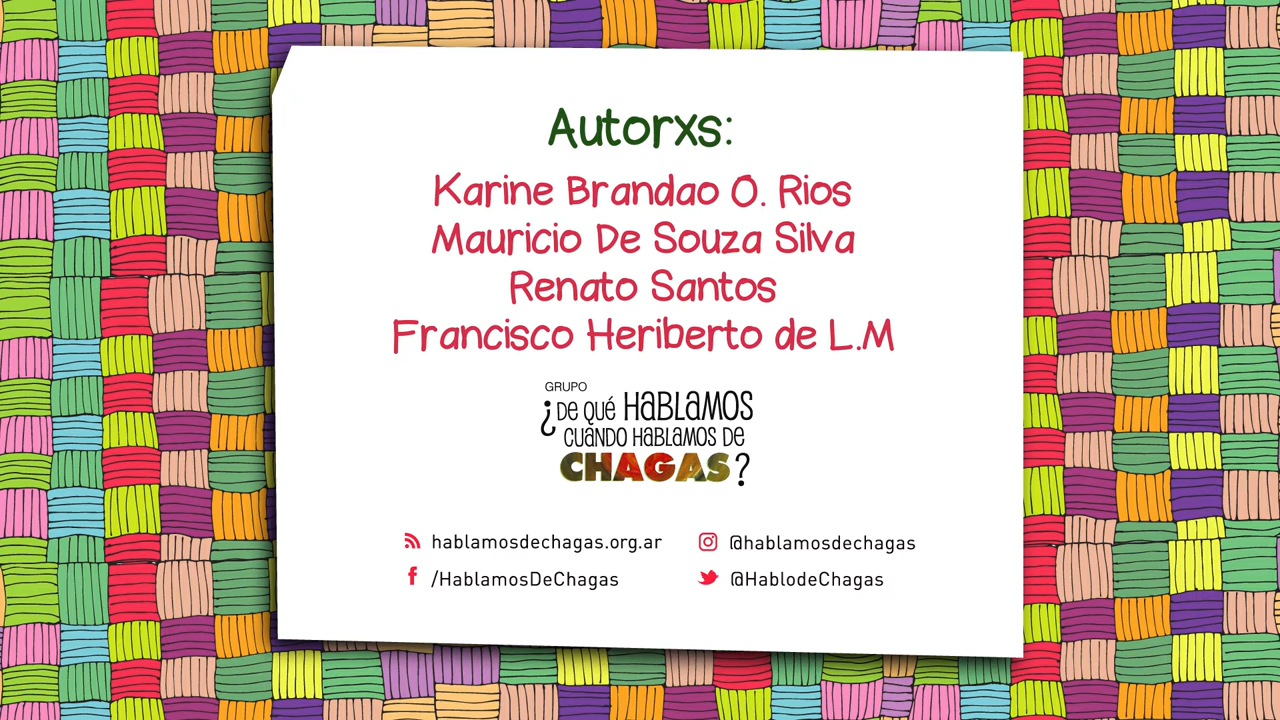 Autorxs:
Karine Brandao O. Rios
Mauricio De Souza Silva
Renato Santos
Francisco Heriberto de L.M
GRUPO
¿DE QUÉ HABLAMOS
CUANDO HABLAMOS DE
CHAGAS?
hablamosdechagas.org.ar
@hablamosdechagas
/HablamosDeChagas
@HablodeChagas